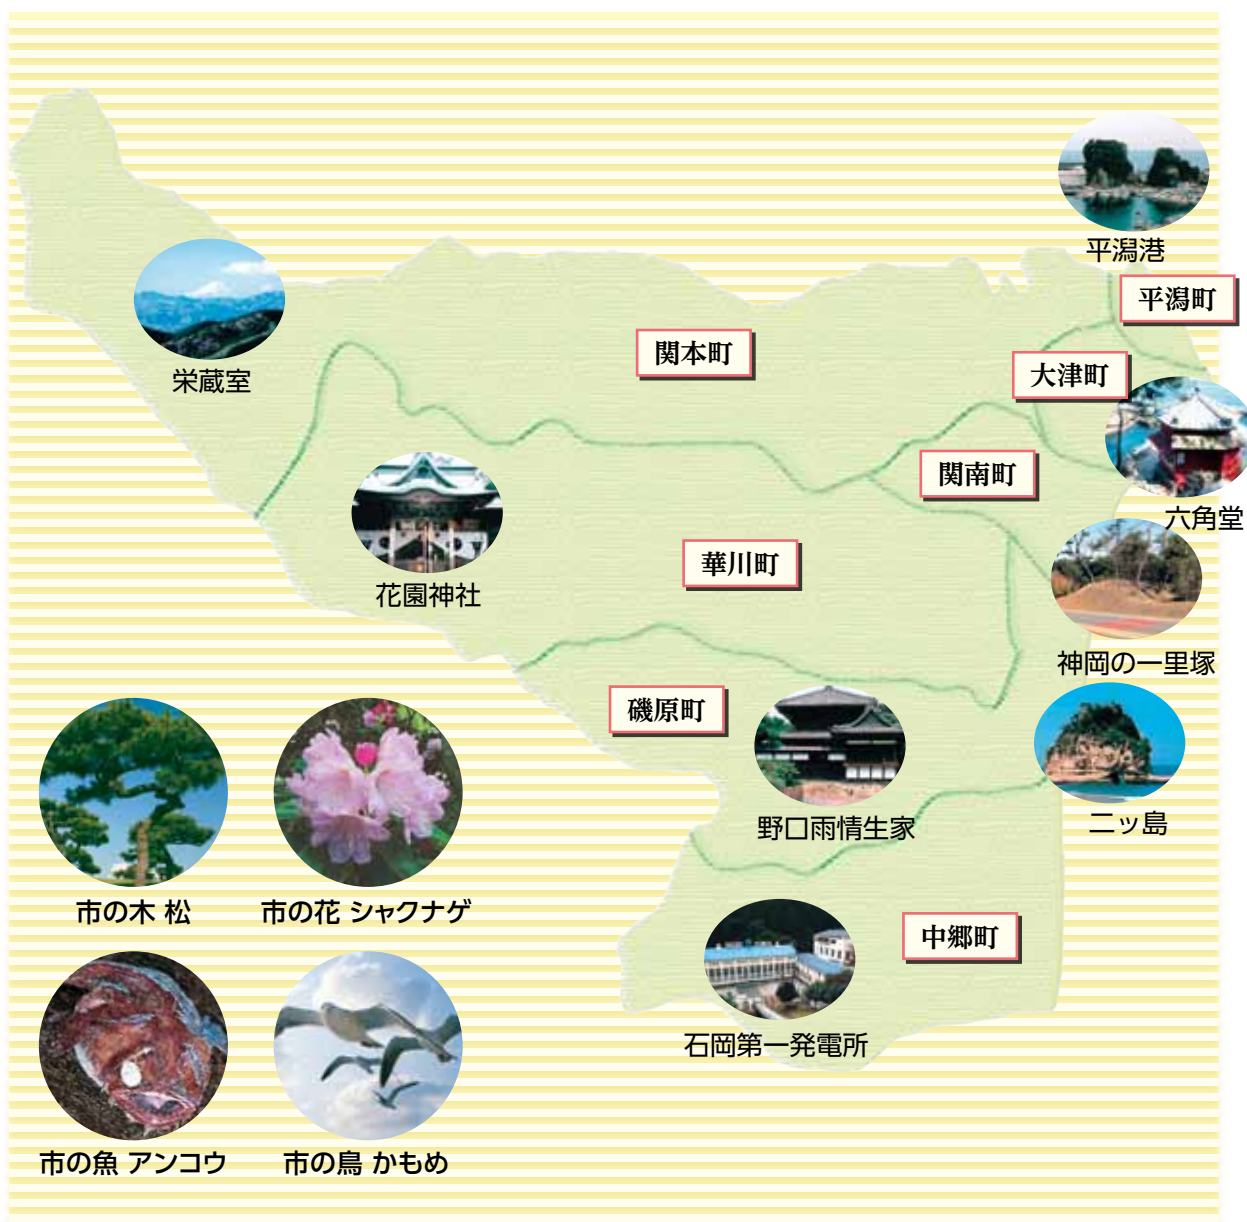 平潟港
平潟町
関本町
大津町
栄蔵室
関南町
六角堂
華川町
花園神社
神岡の一里塚
磯原町
野口雨情生家
二ッ島
市の木 松
市の花 シャクナゲ
中郷町
石岡第一発電所
市の魚 アンコウ
市の鳥 かもめ